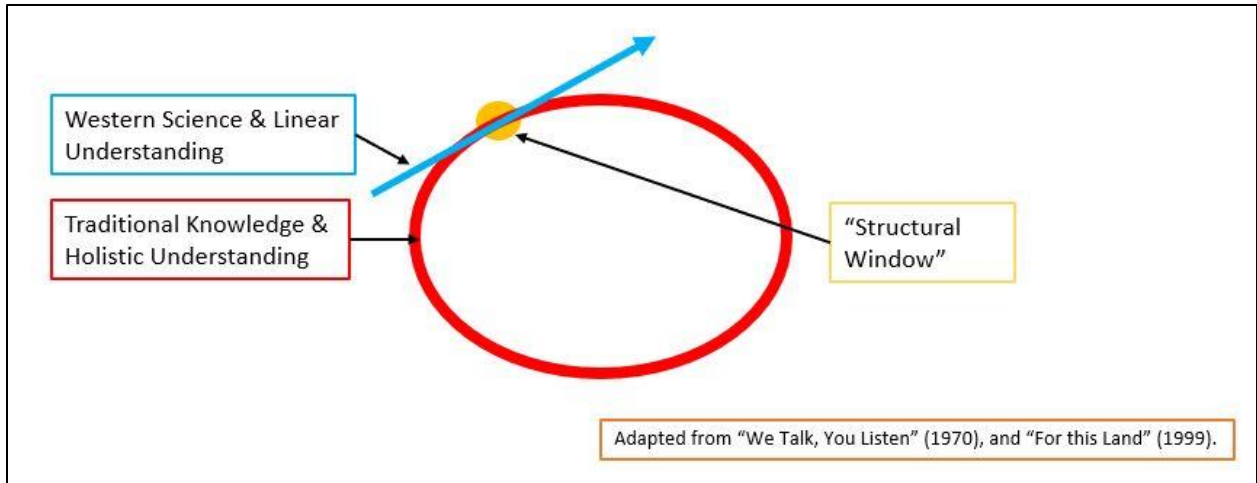 Western Science & Linear
Understanding
Traditional Knowledge &
Holistic Understanding
“Structural
Window”
Adapted from “We Talk, You Listen” (1970), and “For this Land” (1999).